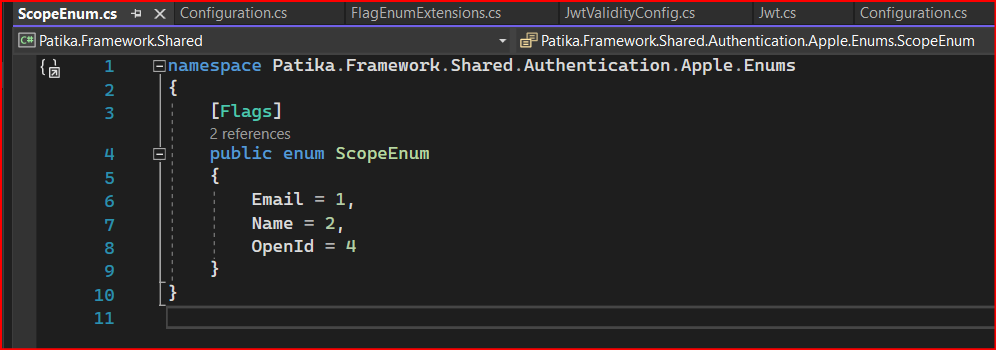 ScopeEnum.cs Configuration.cs FlagEnumExtensions.cs JwtValidityConfig.cs Jwt.cs Configuration.cs
C# Patika.Framework.Shared Patika.Framework.Shared.Authentication.Apple.Enums.ScopeEnum
1 namespace Patika.Framework.Shared.Authentication.Apple.Enums
2 {
3 [Flags]
2 references
4 public enum ScopeEnum
5 {
6 Email = 1,
7 Name = 2,
8 OpenId = 4
9 }
10 }
11